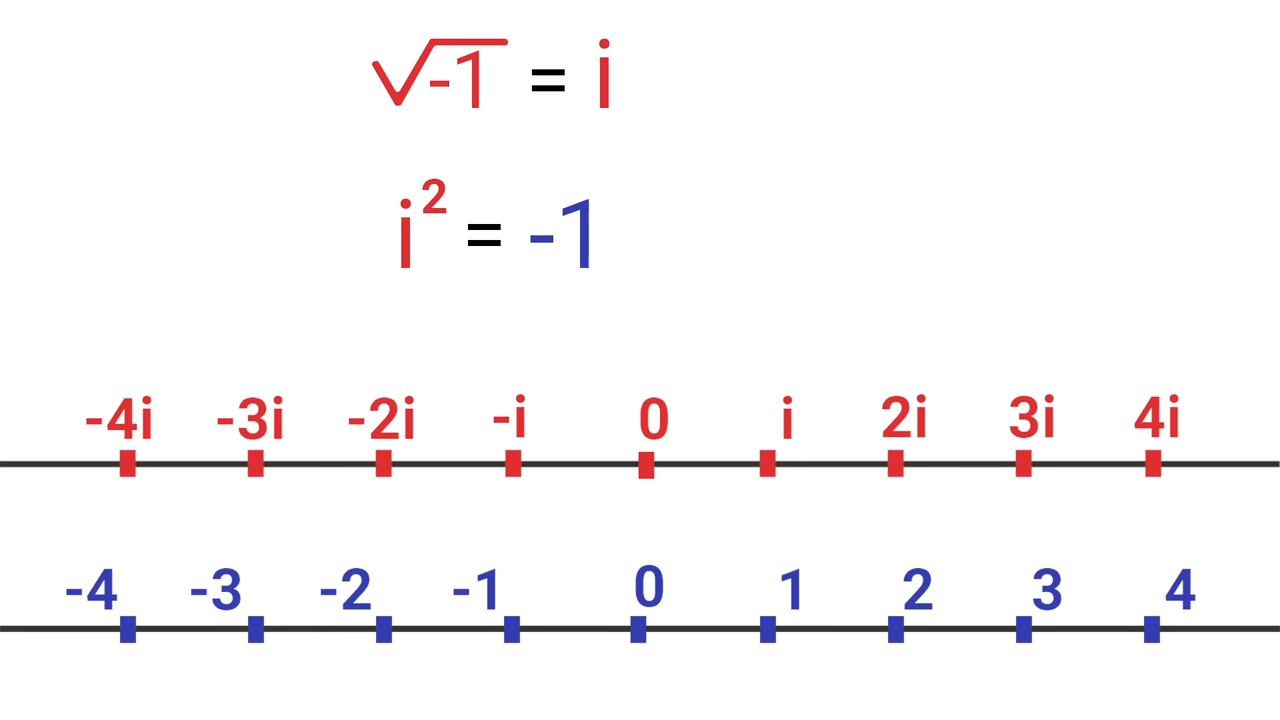 √-1 = i
i² = -1
-4i -3i -2i -i 0 i 2i 3i 4i
-4 -3 -2 -1 0 1 2 3 4